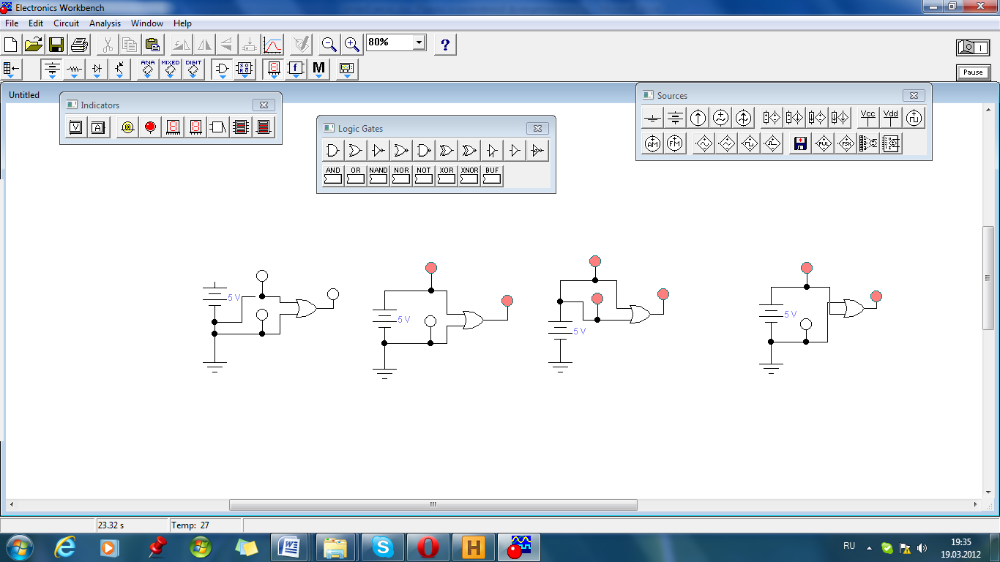 Electronics Workbench
File Edit Circuit Analysis Window Help
80%
?
ANA MIXED DIGIT
f M
Pause
Untitled
Indicators
V A
Logic Gates
AND OR NAND NOR NOT XOR XNOR BUF
Sources
Vcc Vdd
AM FM PUL FSK
5 V
5 V
5 V
5 V
23.32 s Temp: 27
W S O H
RU
19:35
19.03.2012